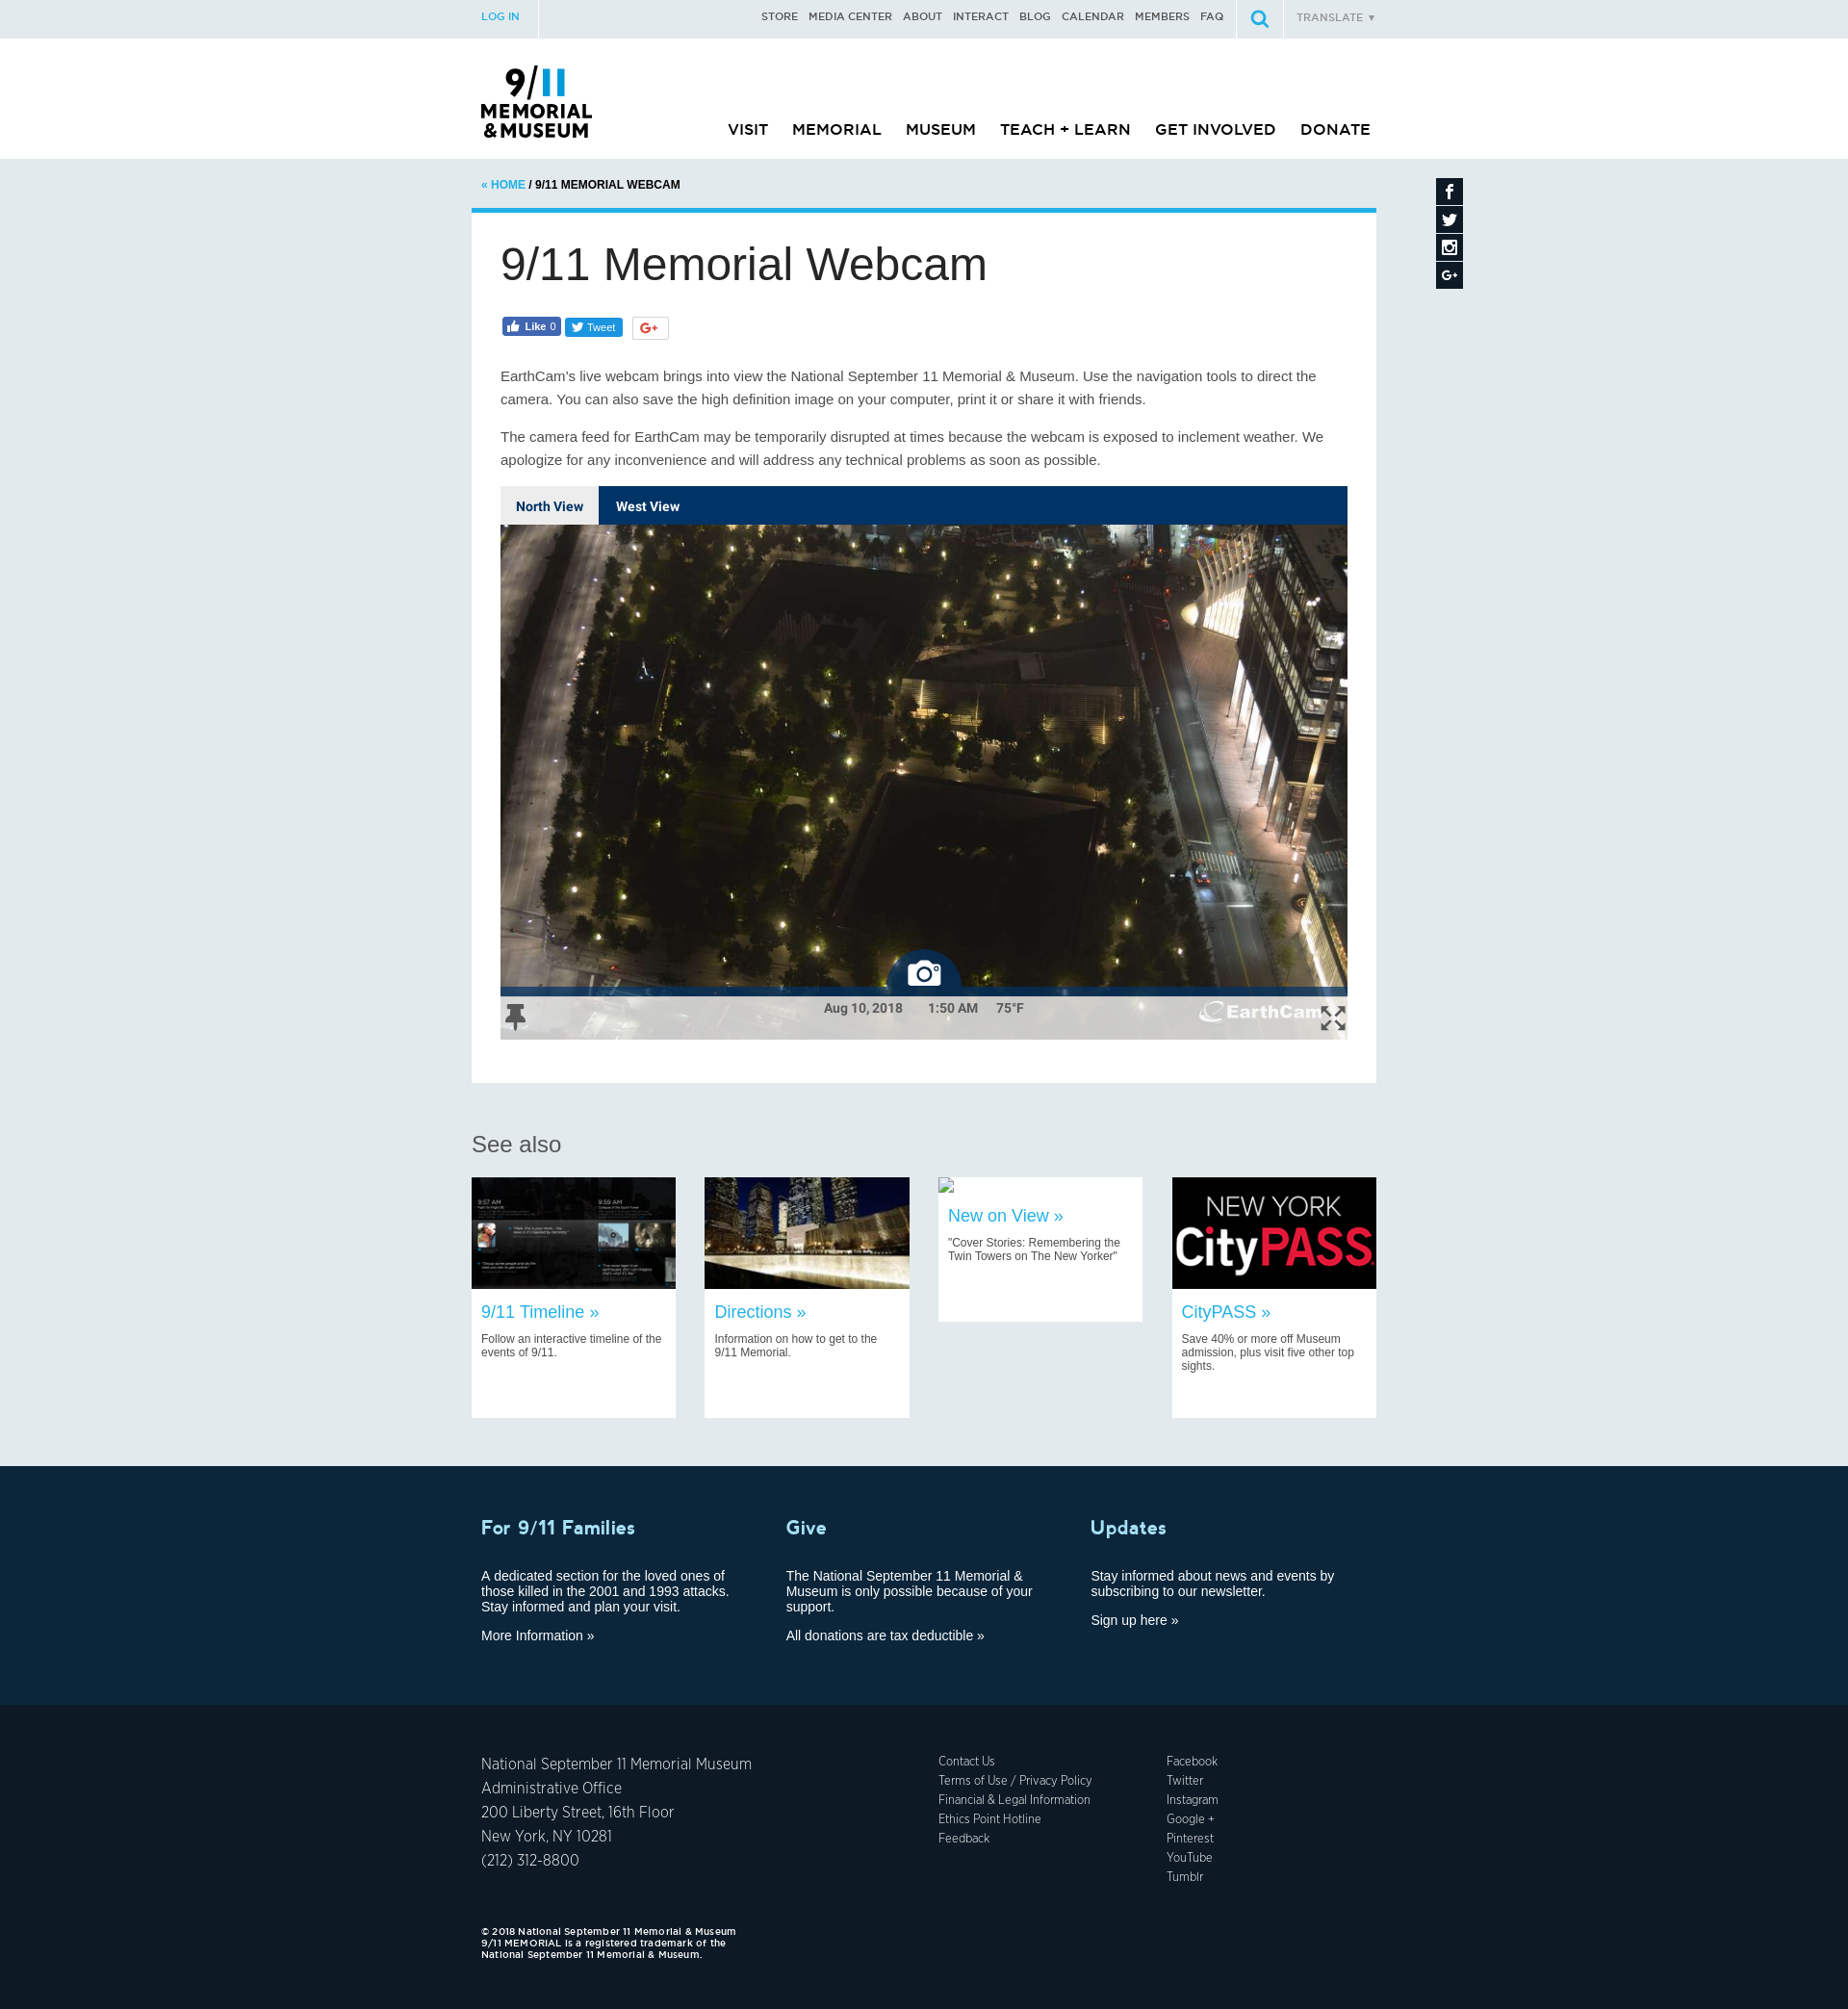 LOG IN
STORE MEDIA CENTER ABOUT INTERACT BLOG CALENDAR MEMBERS FAQ
TRANSLATE ▼
9/11
MEMORIAL
&MUSEUM
VISIT MEMORIAL MUSEUM TEACH + LEARN GET INVOLVED DONATE
« HOME / 9/11 MEMORIAL WEBCAM
9/11 Memorial Webcam
Like 0
Tweet
G+
EarthCam's live webcam brings into view the National September 11 Memorial & Museum. Use the navigation tools to direct the
camera. You can also save the high definition image on your computer, print it or share it with friends.
The camera feed for EarthCam may be temporarily disrupted at times because the webcam is exposed to inclement weather. We
apologize for any inconvenience and will address any technical problems as soon as possible.
North View West View
Aug 10, 2018 1:50 AM 75°F
EarthCam
See also
9:57 AM
9:59 AM
9/11 Timeline »
Follow an interactive timeline of the
events of 9/11.
Directions »
Information on how to get to the
9/11 Memorial.
New on View »
"Cover Stories: Remembering the
Twin Towers on The New Yorker"
NEW YORK
CityPASS
CityPASS »
Save 40% or more off Museum
admission, plus visit five other top
sights.
For 9/11 Families
A dedicated section for the loved ones of
those killed in the 2001 and 1993 attacks.
Stay informed and plan your visit.
More Information »
Give
The National September 11 Memorial &
Museum is only possible because of your
support.
All donations are tax deductible »
Updates
Stay informed about news and events by
subscribing to our newsletter.
Sign up here »
National September 11 Memorial Museum
Administrative Office
200 Liberty Street, 16th Floor
New York, NY 10281
(212) 312-8800
Contact Us
Terms of Use / Privacy Policy
Financial & Legal Information
Ethics Point Hotline
Feedback
Facebook
Twitter
Instagram
Google +
Pinterest
YouTube
Tumblr
© 2018 National September 11 Memorial & Museum
9/11 MEMORIAL is a registered trademark of the
National September 11 Memorial & Museum.